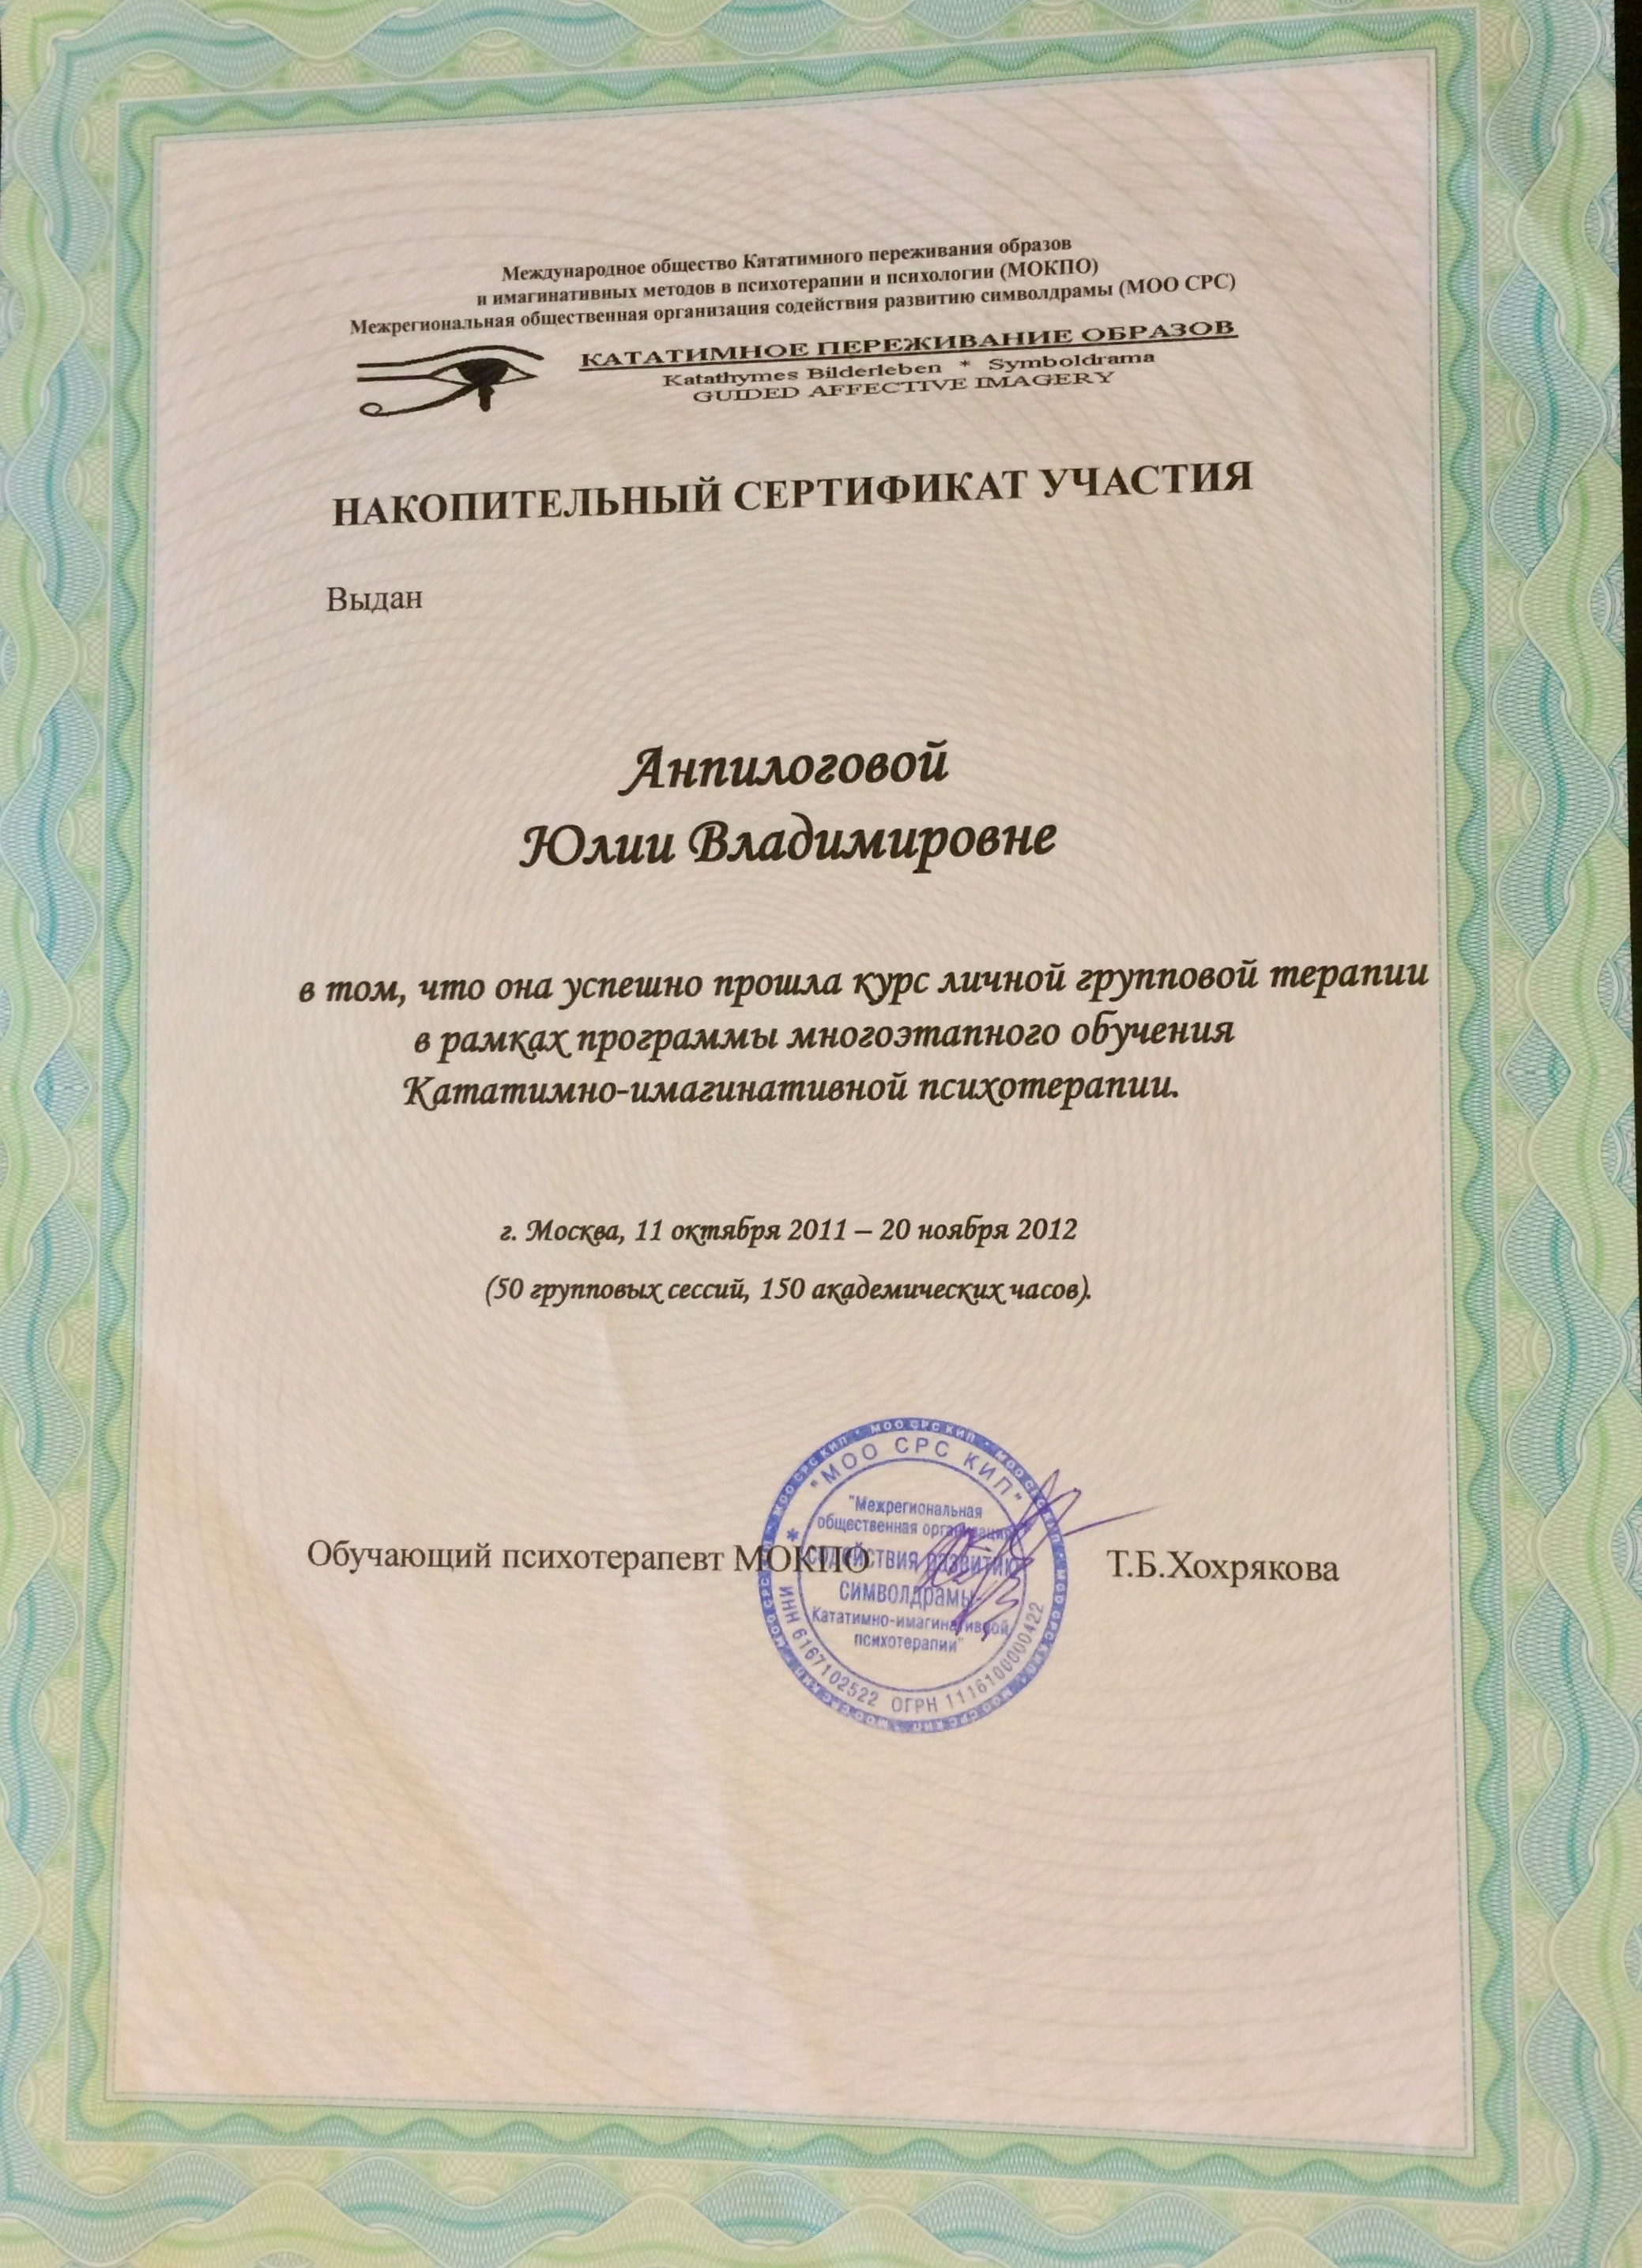 Международное общество Кататимного переживания образов
и имагинативных методов в психотерапии и психологии (МОКПО)
Межрегиональная общественная организация содействия развитию символдрамы (МОО СРС)
КАТАТИМНОЕ ПЕРЕЖИВАНИЕ ОБРАЗОВ
Katathymes Bilderleben * Symboldrama
GUIDED AFFECTIVE IMAGERY
НАКОПИТЕЛЬНЫЙ СЕРТИФИКАТ УЧАСТИЯ
Выдан
Анпилоговой
Юлии Владимировне
в том, что она успешно прошла курс личной групповой терапии
в рамках программы многоэтапного обучения
Кататимно-имагинативной психотерапии.
г. Москва, 11 октября 2011 – 20 ноября 2012
(50 групповых сессий, 150 академических часов).
Обучающий психотерапевт МОКПО
Т.Б.Хохрякова
"МОО СРС КИП"
"Межрегиональная
общественная организация
содействия развитию
символдрамы-
Кататимно-имагинативной
психотерапии"
ИНН 6167102522 ОГРН 1116100000422